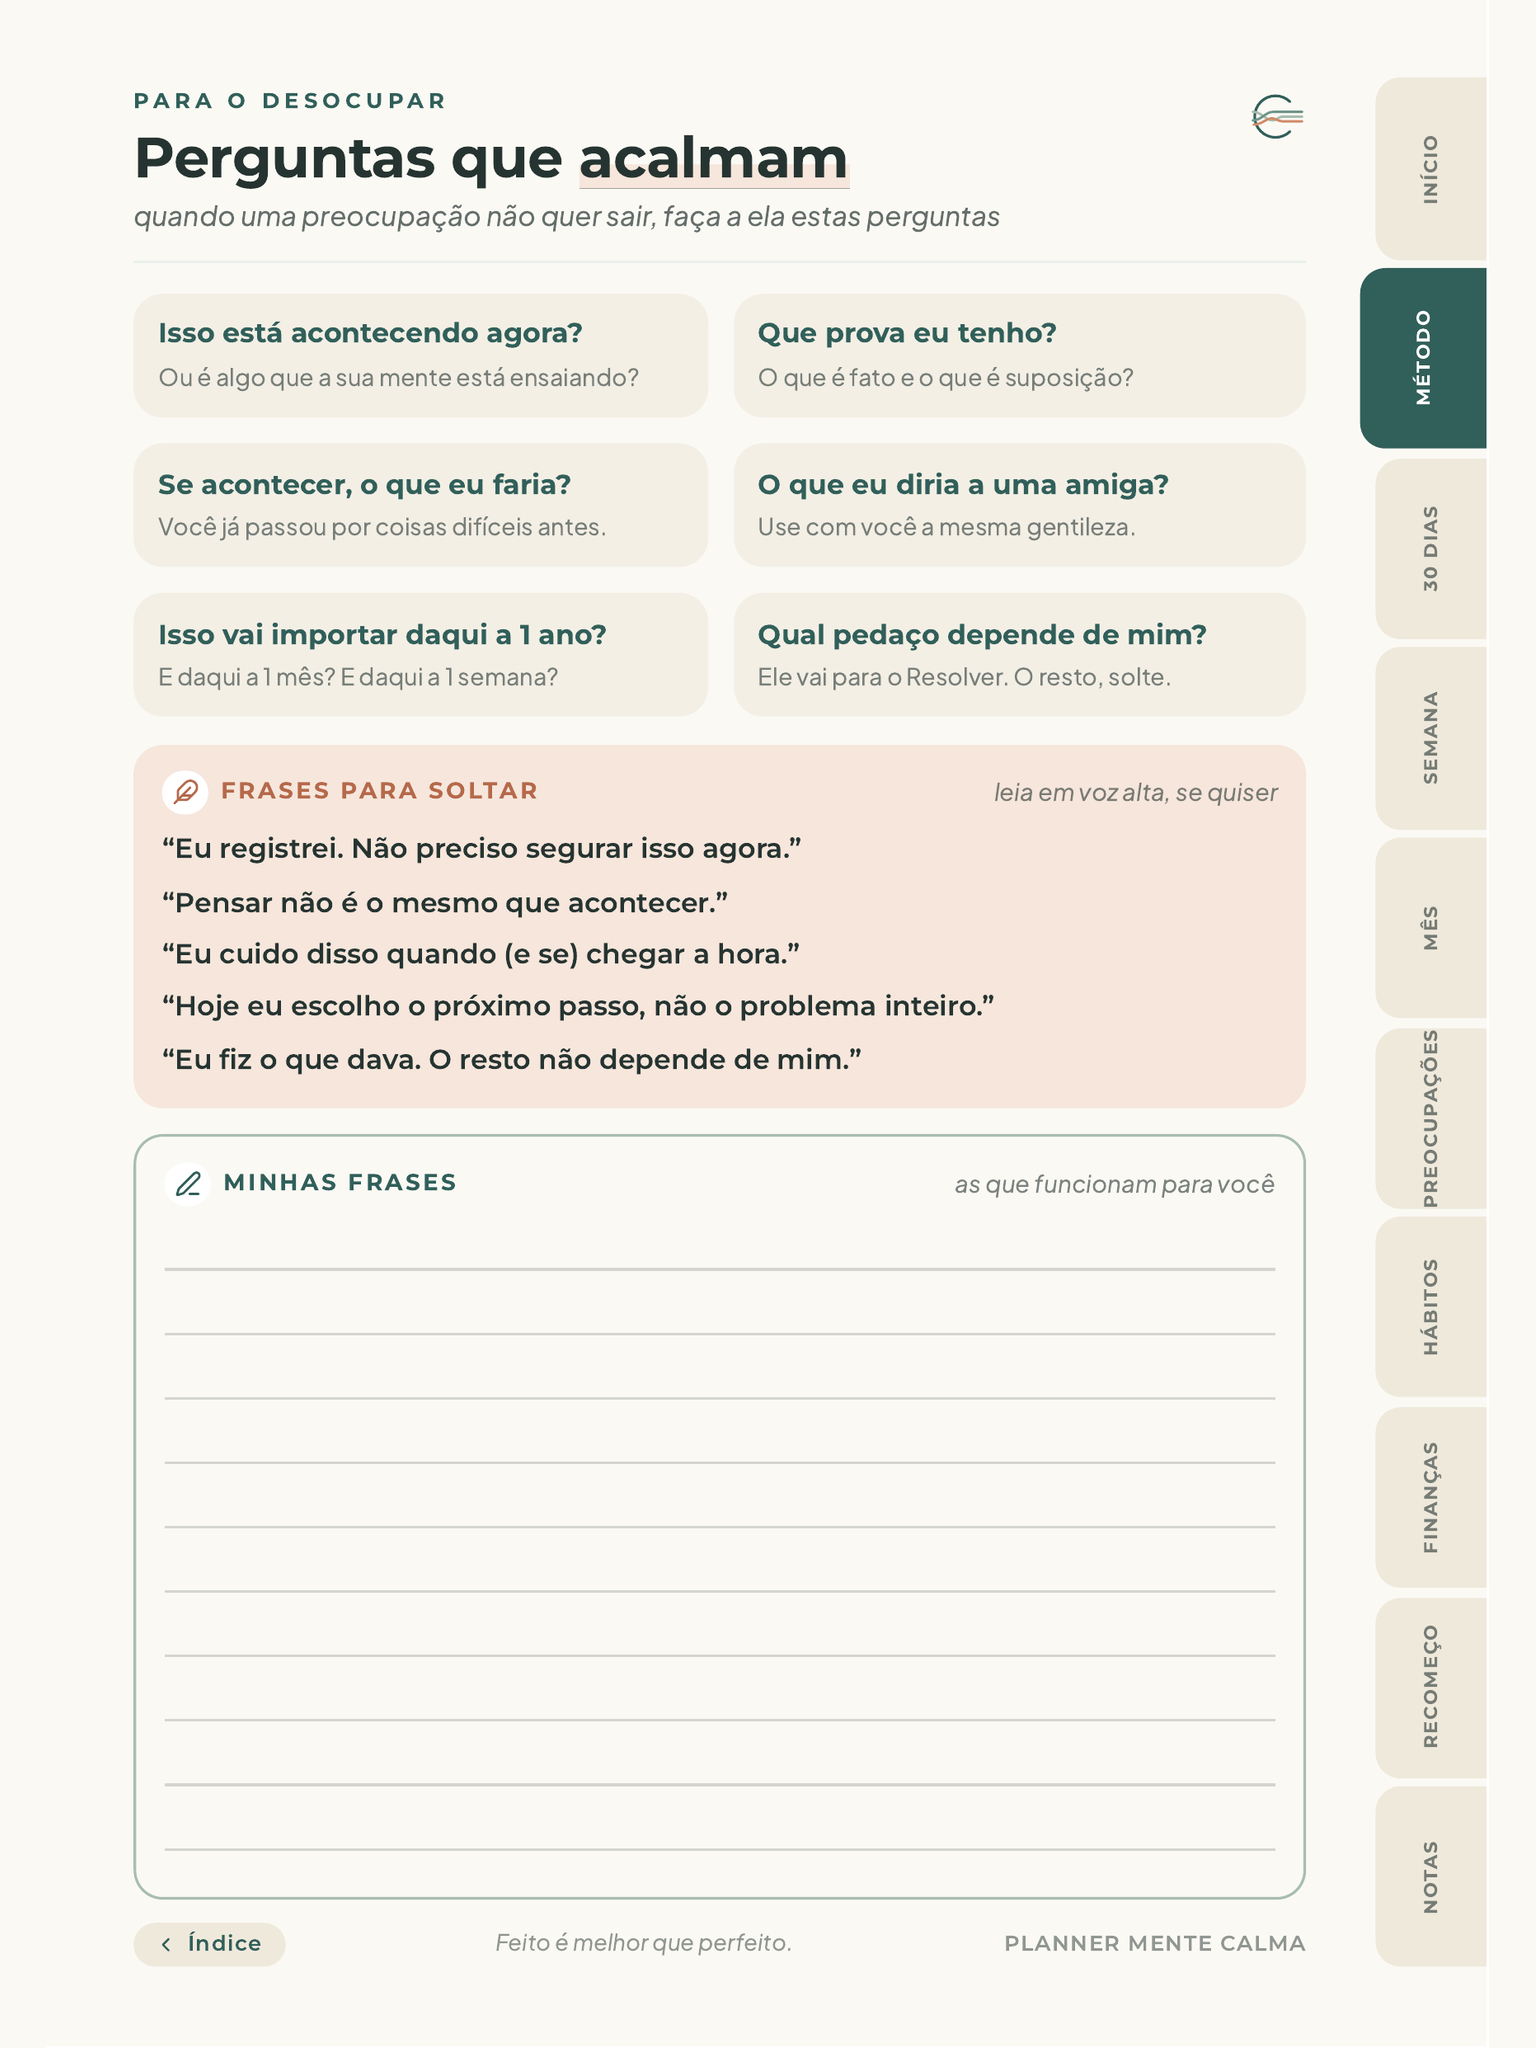 PARA O DESOCUPAR
Perguntas que acalmam
quando uma preocupação não quer sair, faça a ela estas perguntas
Isso está acontecendo agora?
Ou é algo que a sua mente está ensaiando?
Que prova eu tenho?
O que é fato e o que é suposição?
Se acontecer, o que eu faria?
Você já passou por coisas difíceis antes.
O que eu diria a uma amiga?
Use com você a mesma gentileza.
Isso vai importar daqui a 1 ano?
E daqui a 1 mês? E daqui a 1 semana?
Qual pedaço depende de mim?
Ele vai para o Resolver. O resto, solte.
FRASES PARA SOLTAR
leia em voz alta, se quiser
“Eu registrei. Não preciso segurar isso agora.”
“Pensar não é o mesmo que acontecer.”
“Eu cuido disso quando (e se) chegar a hora.”
“Hoje eu escolho o próximo passo, não o problema inteiro.”
“Eu fiz o que dava. O resto não depende de mim.”
MINHAS FRASES
as que funcionam para você
Índice
Feito é melhor que perfeito.
PLANNER MENTE CALMA
INÍCIO
MÉTODO
30 DIAS
SEMANA
MÊS
PREOCUPAÇÕES
HÁBITOS
FINANÇAS
RECOMEÇO
NOTAS